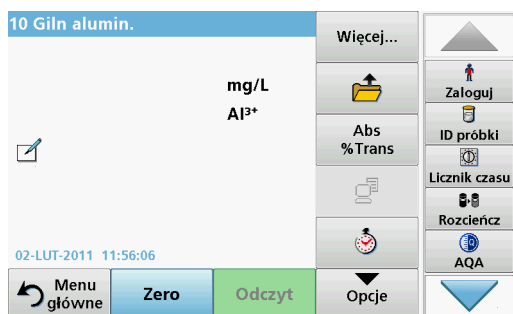 10 Giln alumin.
mg/L
Al³⁺
02-LUT-2011 11:56:06
Menu
główne
Zero
Odczyt
Więcej...
Abs
%Trans
Opcje
Zaloguj
ID próbki
Licznik czasu
Rozcieńcz
AQA